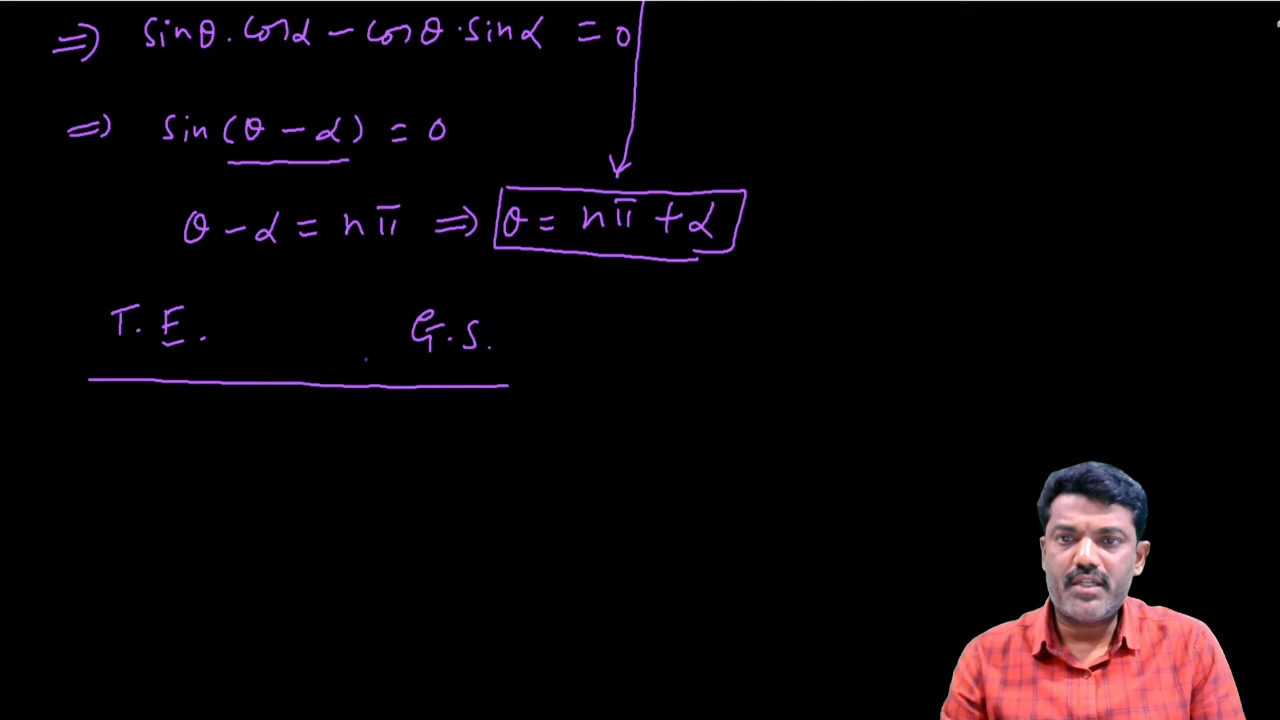 ⇒ sinθ.cosα − cosθ.sinα = 0
⇒ sin(θ − α) = 0
θ − α = nπ ⇒ θ = nπ + α
T.E. G.S.